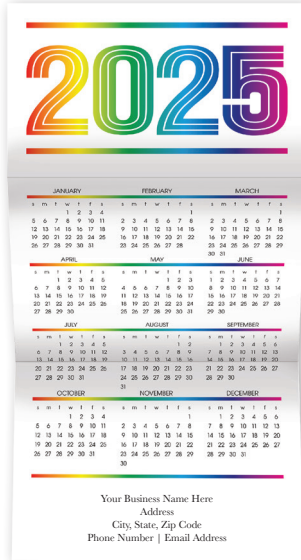 2025
JANUARY FEBRUARY MARCH
s m t w t f s s m t w t f s s m t w t f s
1 2 3 4 1 1
5 6 7 8 9 10 11 2 3 4 5 6 7 8 2 3 4 5 6 7 8
12 13 14 15 16 17 18 9 10 11 12 13 14 15 9 10 11 12 13 14 15
19 20 21 22 23 24 25 16 17 18 19 20 21 22 16 17 18 19 20 21 22
26 27 28 29 30 31 23 24 25 26 27 28 23 24 25 26 27 28 29
30 31
APRIL MAY JUNE
s m t w t f s s m t w t f s s m t w t f s
1 2 3 4 5 1 2 3 1 2 3 4 5 6 7
6 7 8 9 10 11 12 4 5 6 7 8 9 10 8 9 10 11 12 13 14
13 14 15 16 17 18 19 11 12 13 14 15 16 17 15 16 17 18 19 20 21
20 21 22 23 24 25 26 18 19 20 21 22 23 24 22 23 24 25 26 27 28
27 28 29 30 25 26 27 28 29 30 31 29 30
JULY AUGUST SEPTEMBER
s m t w t f s s m t w t f s s m t w t f s
1 2 3 4 5 1 2 1 2 3 4 5 6
6 7 8 9 10 11 12 3 4 5 6 7 8 9 7 8 9 10 11 12 13
13 14 15 16 17 18 19 10 11 12 13 14 15 16 14 15 16 17 18 19 20
20 21 22 23 24 25 26 17 18 19 20 21 22 23 21 22 23 24 25 26 27
27 28 29 30 31 24 25 26 27 28 29 30 28 29 30
31
OCTOBER NOVEMBER DECEMBER
s m t w t f s s m t w t f s s m t w t f s
1 2 3 4 1 1 2 3 4 5 6
5 6 7 8 9 10 11 2 3 4 5 6 7 8 7 8 9 10 11 12 13
12 13 14 15 16 17 18 9 10 11 12 13 14 15 14 15 16 17 18 19 20
19 20 21 22 23 24 25 16 17 18 19 20 21 22 21 22 23 24 25 26 27
26 27 28 29 30 31 23 24 25 26 27 28 29 28 29 30 31
30
Your Business Name Here
Address
City, State, Zip Code
Phone Number | Email Address